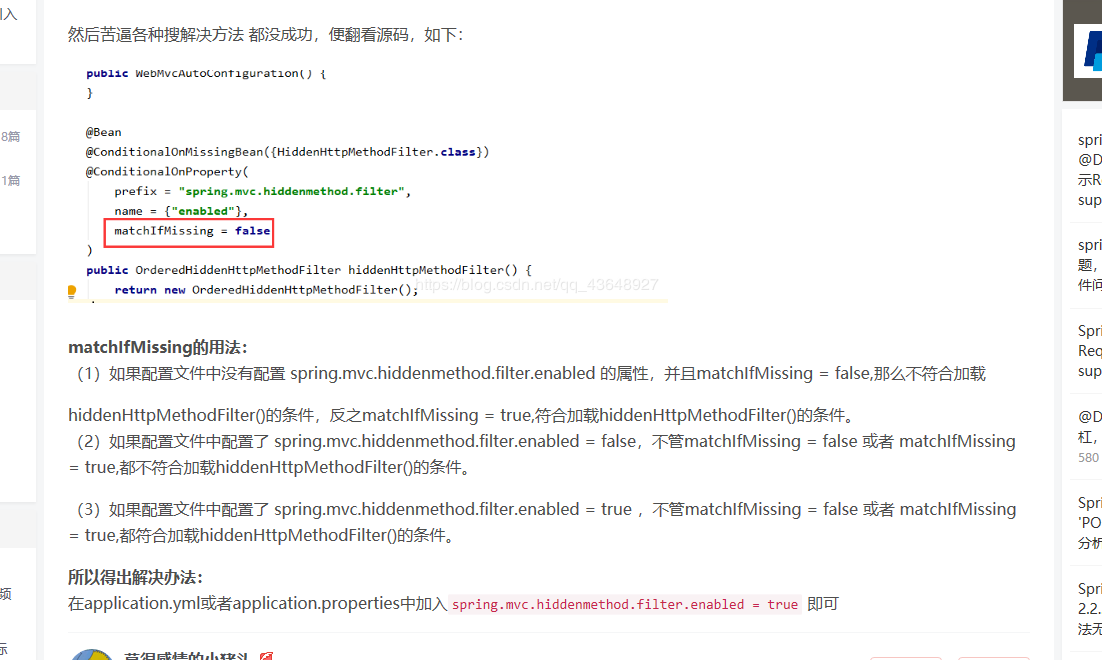 引入
8篇
1篇
频
示
然后苦逼各种搜解决方法 都没成功，便翻看源码，如下：
public WebMvcAutoConfiguration() {
}
@Bean
@ConditionalOnMissingBean({HiddenHttpMethodFilter.class})
@ConditionalOnProperty(
prefix = "spring.mvc.hiddenmethod.filter",
name = {"enabled"},
matchIfMissing = false
)
public OrderedHiddenHttpMethodFilter hiddenHttpMethodFilter() {
return new OrderedHiddenHttpMethodFilter();
https://blog.csdn.net/qq_43648927
matchIfMissing的用法：
（1）如果配置文件中没有配置 spring.mvc.hiddenmethod.filter.enabled 的属性，并且matchIfMissing = false,那么不符合加载
hiddenHttpMethodFilter()的条件，反之matchIfMissing = true,符合加载hiddenHttpMethodFilter()的条件。
（2）如果配置文件中配置了 spring.mvc.hiddenmethod.filter.enabled = false，不管matchIfMissing = false 或者 matchIfMissing
= true,都不符合加载hiddenHttpMethodFilter()的条件。
（3）如果配置文件中配置了 spring.mvc.hiddenmethod.filter.enabled = true ，不管matchIfMissing = false 或者 matchIfMissing
= true,都符合加载hiddenHttpMethodFilter()的条件。
所以得出解决办法：
在application.yml或者application.properties中加入 spring.mvc.hiddenmethod.filter.enabled = true 即可
莫得感情的小猪头
spri
@D
示R
sup
spri
题，
件问
Spri
Req
sup
@D
杠，
580
Spri
'PO
分析
Spri
2.2.
法无